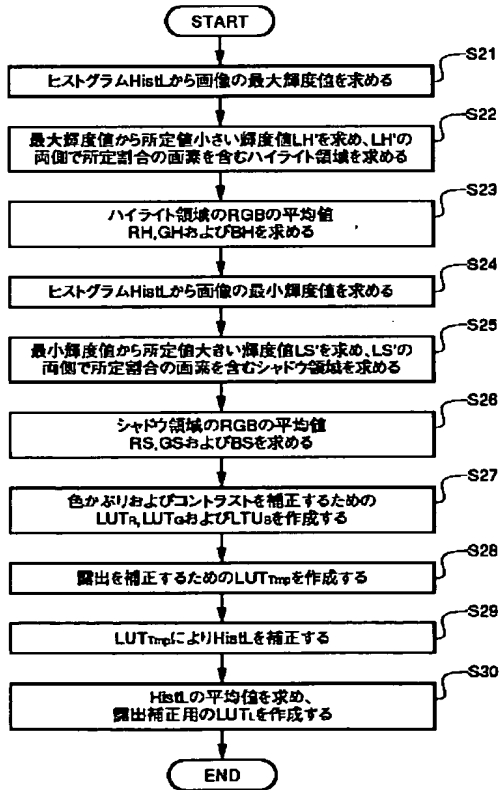 START
S21
ヒストグラムHistLから画像の最大輝度値を求める
S22
最大輝度値から所定値小さい輝度値LH'を求め、LH'の
両側で所定割合の画素を含むハイライト領域を求める
S23
ハイライト領域のRGBの平均値
RH,GHおよびBHを求める
S24
ヒストグラムHistLから画像の最小輝度値を求める
S25
最小輝度値から所定値大きい輝度値LS'を求め、LS'の
両側で所定割合の画素を含むシャドウ領域を求める
S26
シャドウ領域のRGBの平均値
RS,GSおよびBSを求める
S27
色かぶりおよびコントラストを補正するための
LUTR,LUTGおよびLTUBを作成する
S28
露出を補正するためのLUTTmpを作成する
S29
LUTTmpによりHistLを補正する
S30
HistLの平均値を求め、
露出補正用のLUTLを作成する
END